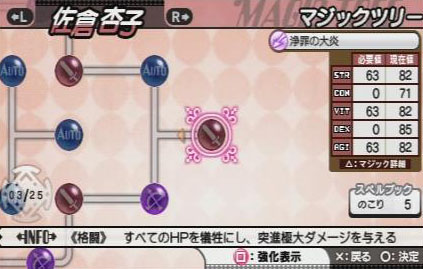 ←L 佐倉杏子 R→ マジックツリー
浄罪の大炎
必要値 現在値
STR 63 82
CON 0 71
VIT 63 82
DEX 0 85
AGI 63 82
△:マジック詳細
AUTO AUTO
AUTO
スペルブック
のこり 5
03/25
INFO 《格闘》 すべてのHPを犠牲にし、突進極大ダメージを与える
□:強化表示 ×:戻る ○:決定